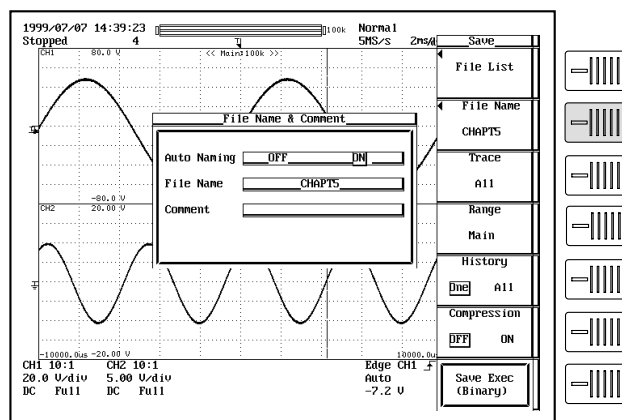 1999/07/07 14:39:23
100k
Normal
Stopped
4
5MS/s
2ms/d
CH1
80.0 V
<< Main:100k >>
-80.0 V
CH2
20.00 V
-10000.0us
-20.00 V
10000.0u
File Name & Comment
Auto Naming
OFF
ON
File Name
CHAPT5
Comment
Save
File List
File Name
CHAPT5
Trace
All
Range
Main
History
One
All
Compression
OFF
ON
Save Exec
(Binary)
CH1 10:1
CH2 10:1
Edge CH1
20.0 V/div
5.00 V/div
Auto
DC
Full
DC
Full
-7.2 V